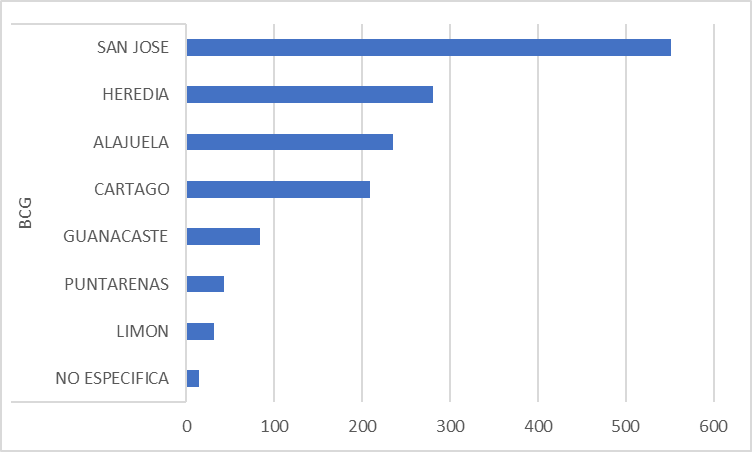 BCG
SAN JOSE
HEREDIA
ALAJUELA
CARTAGO
GUANACASTE
PUNTARENAS
LIMON
NO ESPECIFICA
0 100 200 300 400 500 600